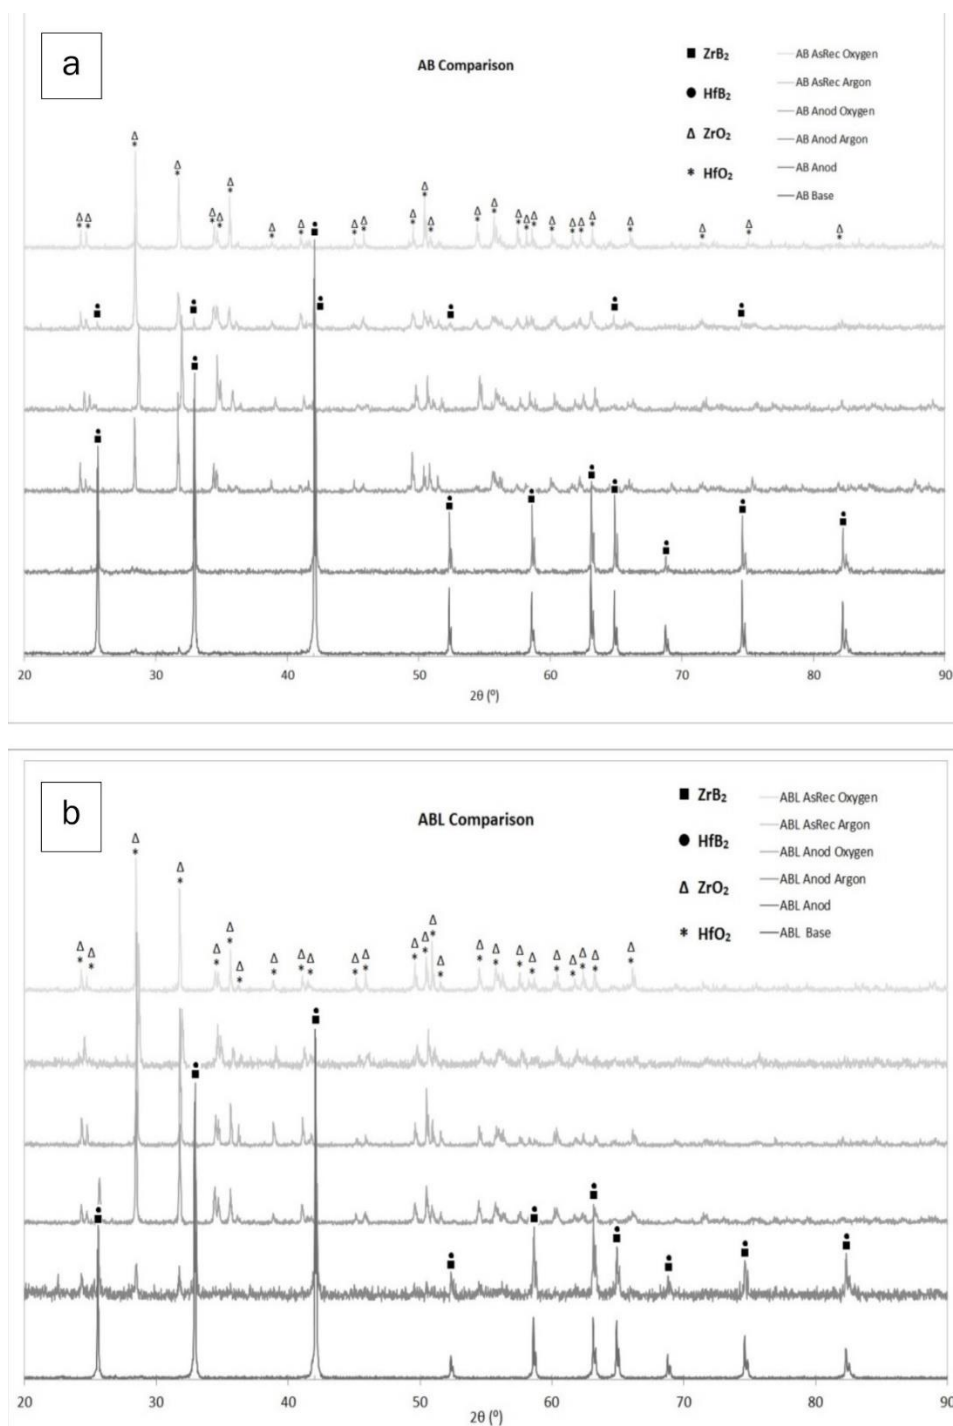 a
AB Comparison
■ ZrB₂
● HfB₂
Δ ZrO₂
* HfO₂
AB AsRec Oxygen
AB AsRec Argon
AB Anod Oxygen
AB Anod Argon
AB Anod
AB Base
20 30 40 50 60 70 80 90
2θ (°)
b
ABL Comparison
■ ZrB₂
● HfB₂
Δ ZrO₂
* HfO₂
ABL AsRec Oxygen
ABL AsRec Argon
ABL Anod Oxygen
ABL Anod Argon
ABL Anod
ABL Base
20 30 40 50 60 70 80 90
2θ (°)